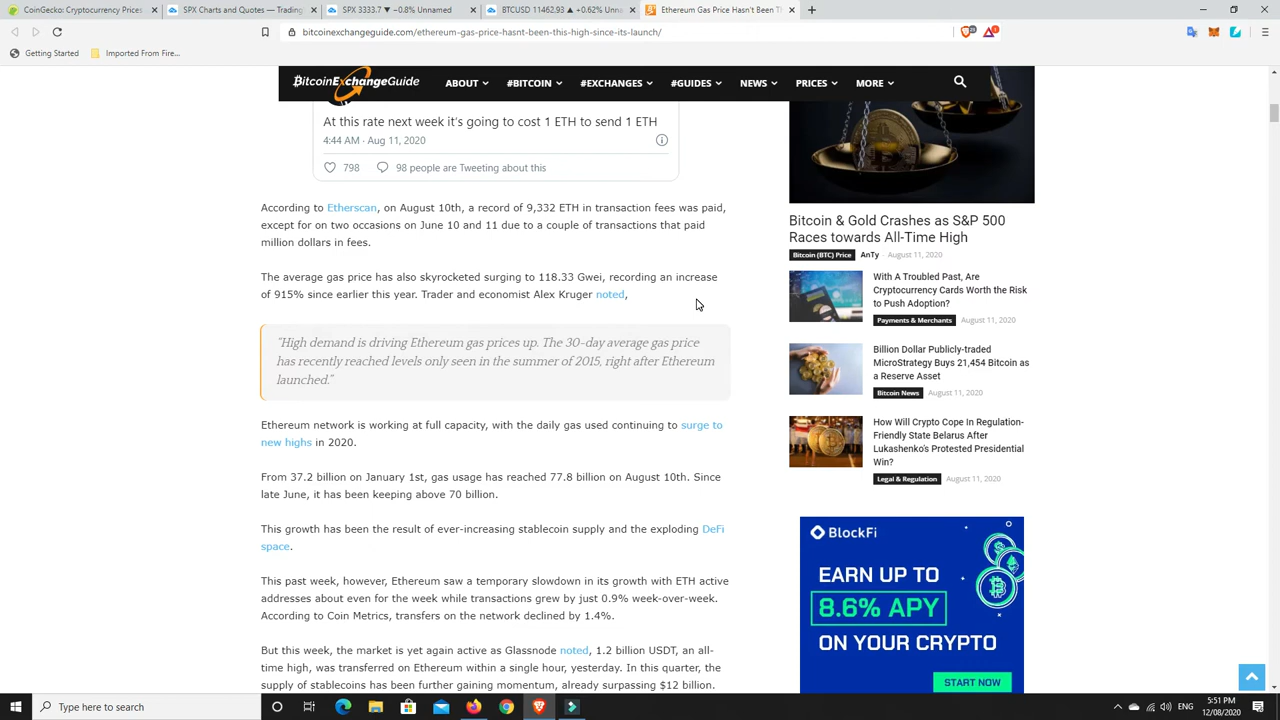 CoinGecko: Cryptocurrency Prices an
SPX Charts and Quotes — Tradin
SPX 3333.7 ▼ −0.8% Unnamed
BTCUSD 11462.93 ▲ +0.62% Unna
Ethereum Gas Price Hasn't Been T
bitcoinexchangeguide.com/ethereum-gas-price-hasnt-been-this-high-since-its-launch/
Getting Started
Imported From Fire...
BitcoinExchangeGuide
ABOUT
#BITCOIN
#EXCHANGES
#GUIDES
NEWS
PRICES
MORE
At this rate next week it's going to cost 1 ETH to send 1 ETH
4:44 AM · Aug 11, 2020
798
98 people are Tweeting about this
According to Etherscan, on August 10th, a record of 9,332 ETH in transaction fees was paid,
except for on two occasions on June 10 and 11 due to a couple of transactions that paid
million dollars in fees.
The average gas price has also skyrocketed surging to 118.33 Gwei, recording an increase
of 915% since earlier this year. Trader and economist Alex Kruger noted,
“High demand is driving Ethereum gas prices up. The 30-day average gas price
has recently reached levels only seen in the summer of 2015, right after Ethereum
launched.”
Ethereum network is working at full capacity, with the daily gas used continuing to surge to
new highs in 2020.
From 37.2 billion on January 1st, gas usage has reached 77.8 billion on August 10th. Since
late June, it has been keeping above 70 billion.
This growth has been the result of ever-increasing stablecoin supply and the exploding DeFi
space.
This past week, however, Ethereum saw a temporary slowdown in its growth with ETH active
addresses about even for the week while transactions grew by just 0.9% week-over-week.
According to Coin Metrics, transfers on the network declined by 1.4%.
But this week, the market is yet again active as Glassnode noted, 1.2 billion USDT, an all-
time high, was transferred on Ethereum within a single hour, yesterday. In this quarter, the
supply of stablecoins has been further gaining momentum, already surpassing $12 billion.
Bitcoin & Gold Crashes as S&P 500
Races towards All-Time High
Bitcoin (BTC) Price AnTy - August 11, 2020
With A Troubled Past, Are
Cryptocurrency Cards Worth the Risk
to Push Adoption?
Payments & Merchants August 11, 2020
Billion Dollar Publicly-traded
MicroStrategy Buys 21,454 Bitcoin as
a Reserve Asset
Bitcoin News August 11, 2020
How Will Crypto Cope In Regulation-
Friendly State Belarus After
Lukashenko's Protested Presidential
Win?
Legal & Regulation August 11, 2020
BlockFi
EARN UP TO
8.6% APY
ON YOUR CRYPTO
START NOW
Type here to search
ENG
5:51 PM
12/08/2020